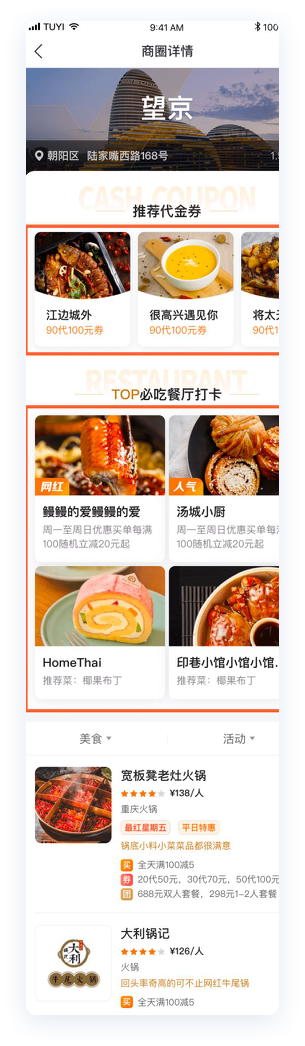 TUYI 9:41 AM 100
商圈详情
望京
朝阳区 陆家嘴西路168号 1.
CASH COUPON
推荐代金券
江边城外 很高兴遇见你 将太
90代100元券 90代100元券 90代1
RESTAURANT
TOP必吃餐厅打卡
网红 人气
鳗鳗的爱鳗鳗的爱 汤城小厨
周一至周日优惠买单每满 周一至周日优惠买单
100随机立减20元起 100随机立减20元起
HomeThai 印巷小馆小馆小馆..
推荐菜：椰果布丁 推荐菜：椰果布丁
美食 活动
宽板凳老灶火锅
¥138/人
重庆火锅
最红星期五 平日特惠
锅底小料小菜菜品都很满意
买 全天满100减5
券 20代50元，30代70元，50代100元
团 688元双人套餐，298元1-2人套餐
大利锅记
¥126/人
火锅
回头率奇高的可不止网红牛尾锅
买 全天满100减5
大利
牛尾火锅